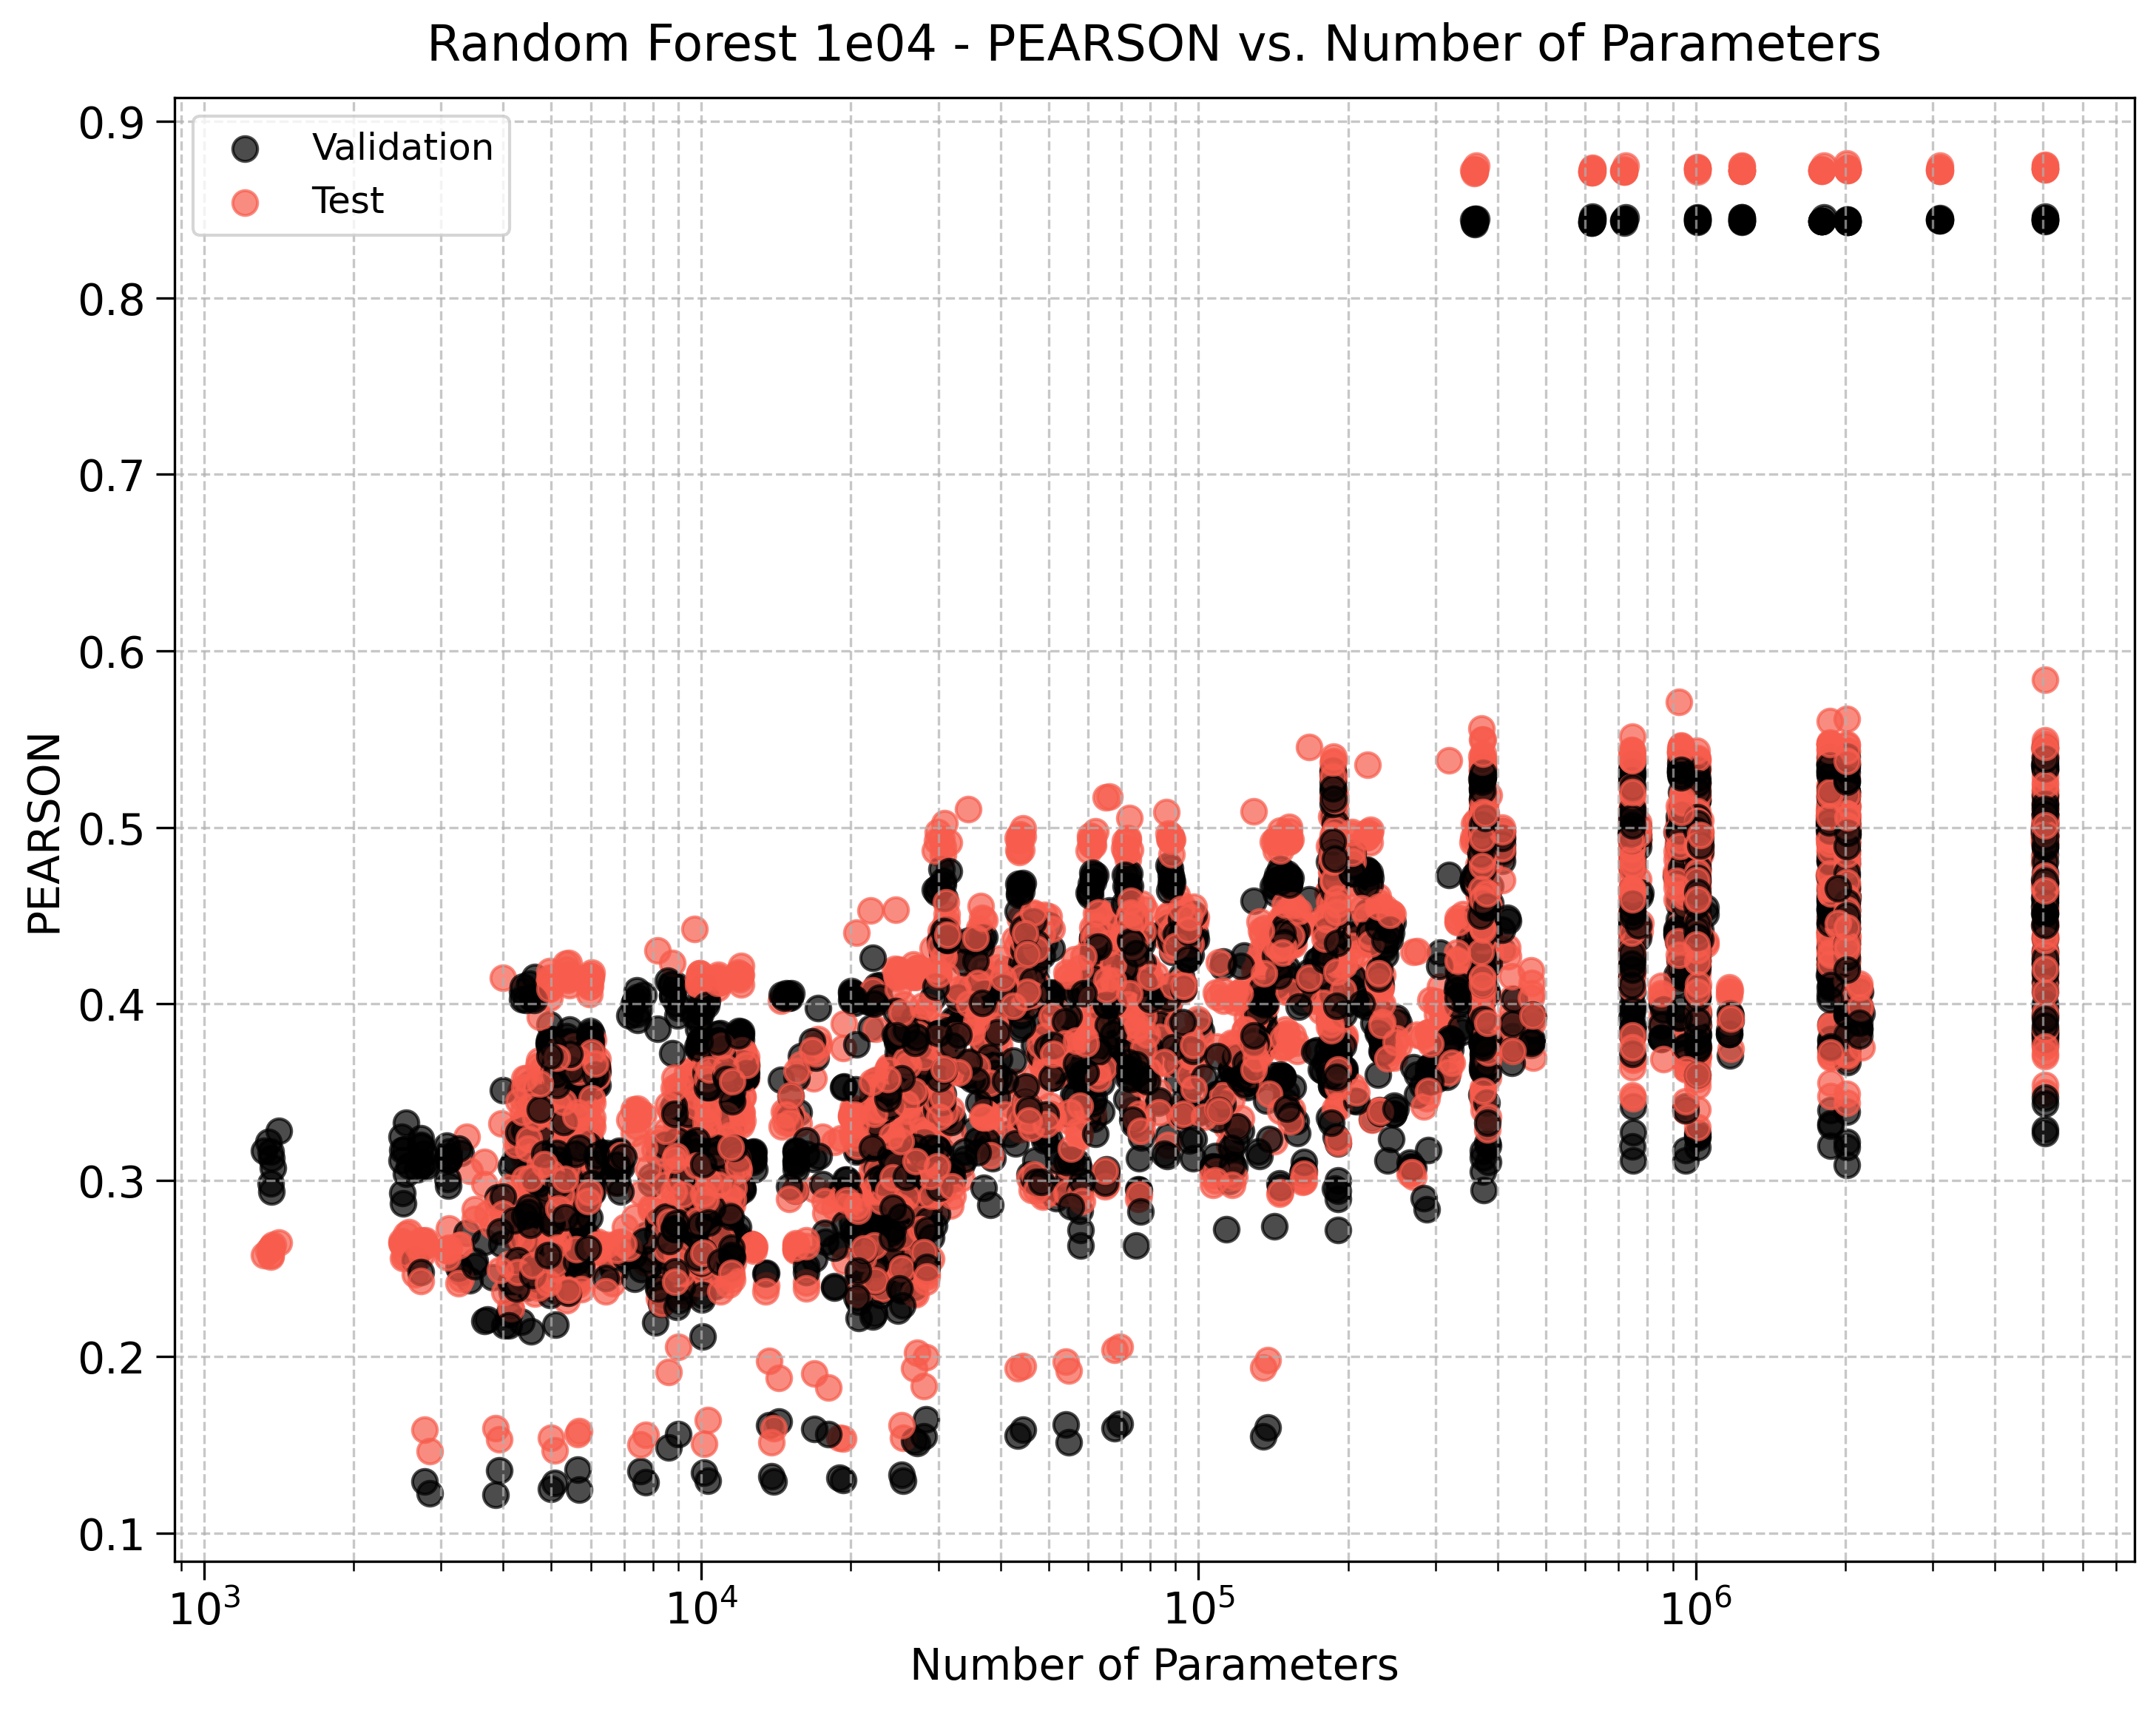 Random Forest 1e04 - PEARSON vs. Number of Parameters
Validation
Test
PEARSON
0.9
0.8
0.7
0.6
0.5
0.4
0.3
0.2
0.1
10³
10⁴
10⁵
10⁶
Number of Parameters